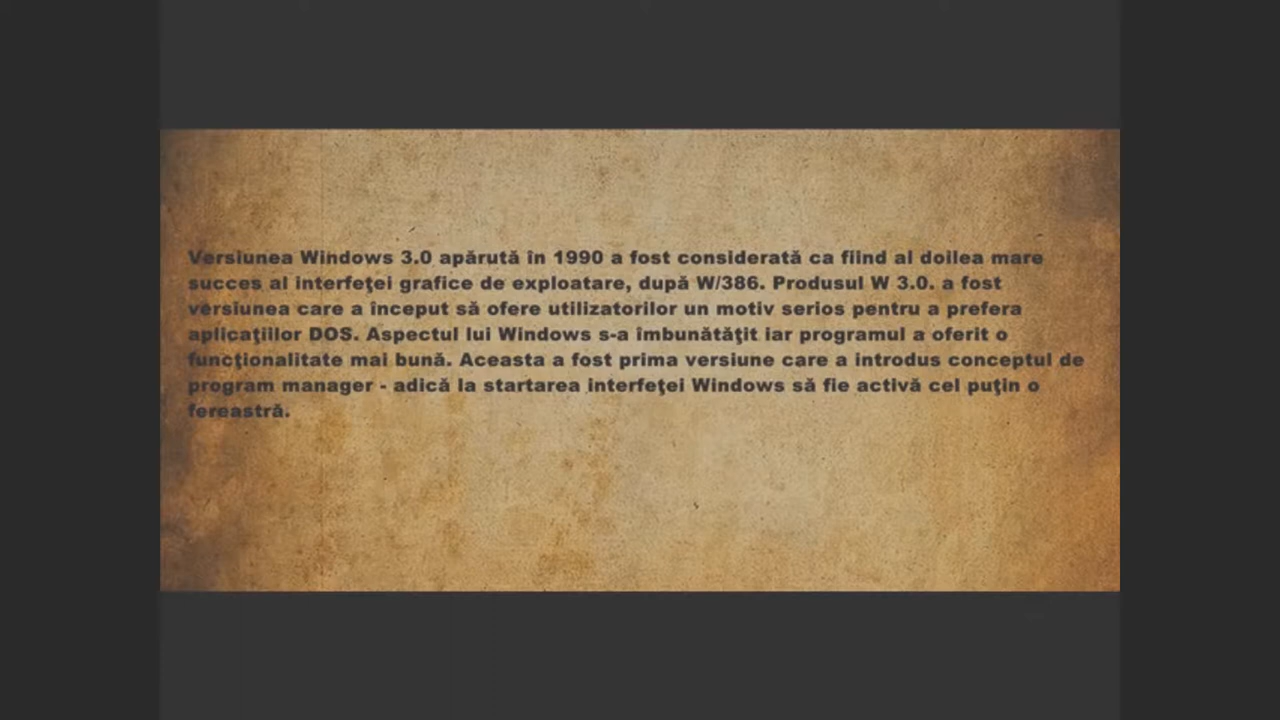 Versiunea Windows 3.0 apărută în 1990 a fost considerată ca fiind al doilea mare
succes al interfeţei grafice de exploatare, după W/386. Produsul W 3.0. a fost
versiunea care a început să ofere utilizatorilor un motiv serios pentru a prefera
aplicaţiilor DOS. Aspectul lui Windows s-a îmbunătăţit iar programul a oferit o
funcţionalitate mai bună. Aceasta a fost prima versiune care a introdus conceptul de
program manager - adică la startarea interfeţei Windows să fie activă cel puţin o
fereastră.